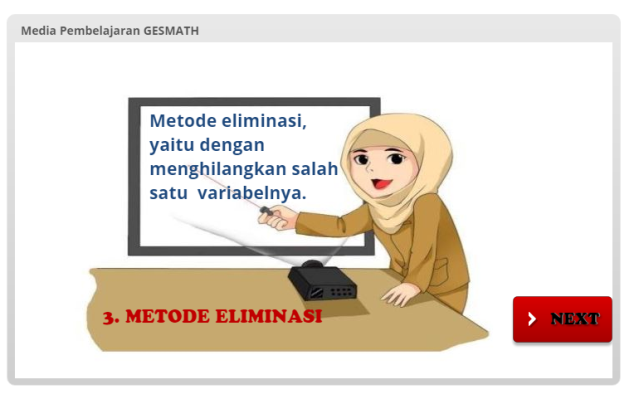 Media Pembelajaran GESMATH
Metode eliminasi,
yaitu dengan
menghilangkan salah
satu variabelnya.
3. METODE ELIMINASI
NEXT